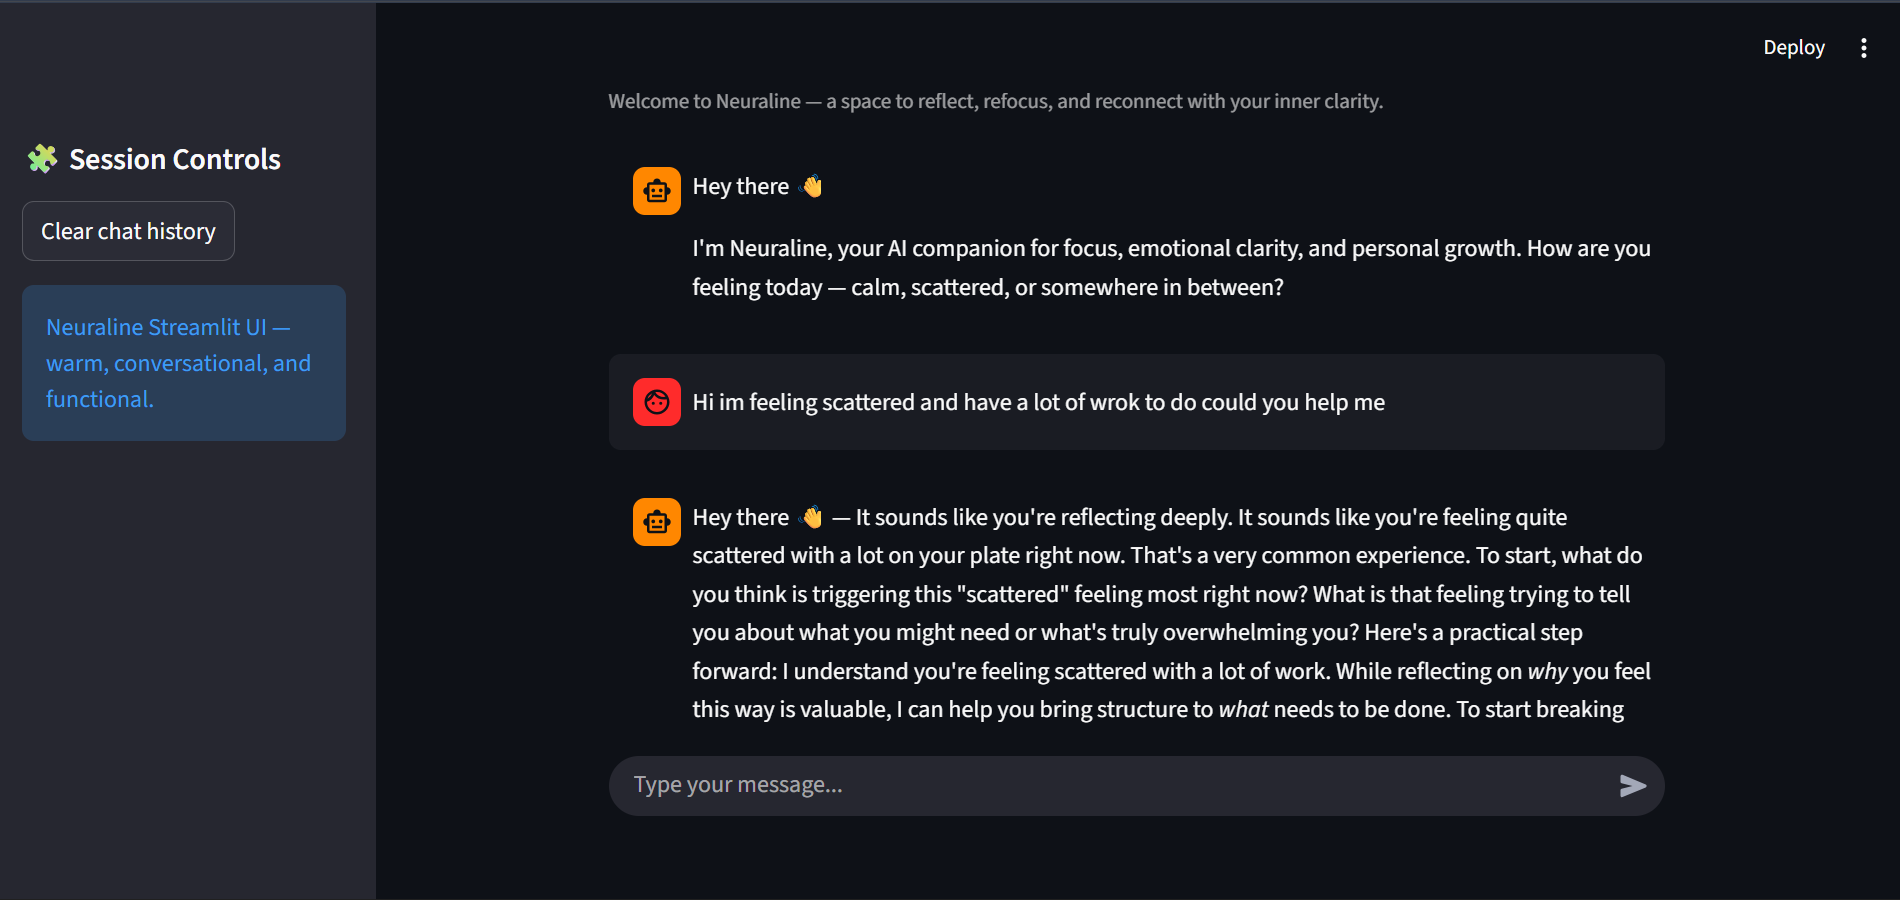 Deploy
Welcome to Neuraline — a space to reflect, refocus, and reconnect with your inner clarity.
🧩 Session Controls
Clear chat history
Neuraline Streamlit UI —
warm, conversational, and
functional.
Hey there 👋
I'm Neuraline, your AI companion for focus, emotional clarity, and personal growth. How are you
feeling today — calm, scattered, or somewhere in between?
Hi im feeling scattered and have a lot of wrok to do could you help me
Hey there 👋 — It sounds like you're reflecting deeply. It sounds like you're feeling quite
scattered with a lot on your plate right now. That's a very common experience. To start, what do
you think is triggering this "scattered" feeling most right now? What is that feeling trying to tell
you about what you might need or what's truly overwhelming you? Here's a practical step
forward: I understand you're feeling scattered with a lot of work. While reflecting on why you feel
this way is valuable, I can help you bring structure to what needs to be done. To start breaking
Type your message...